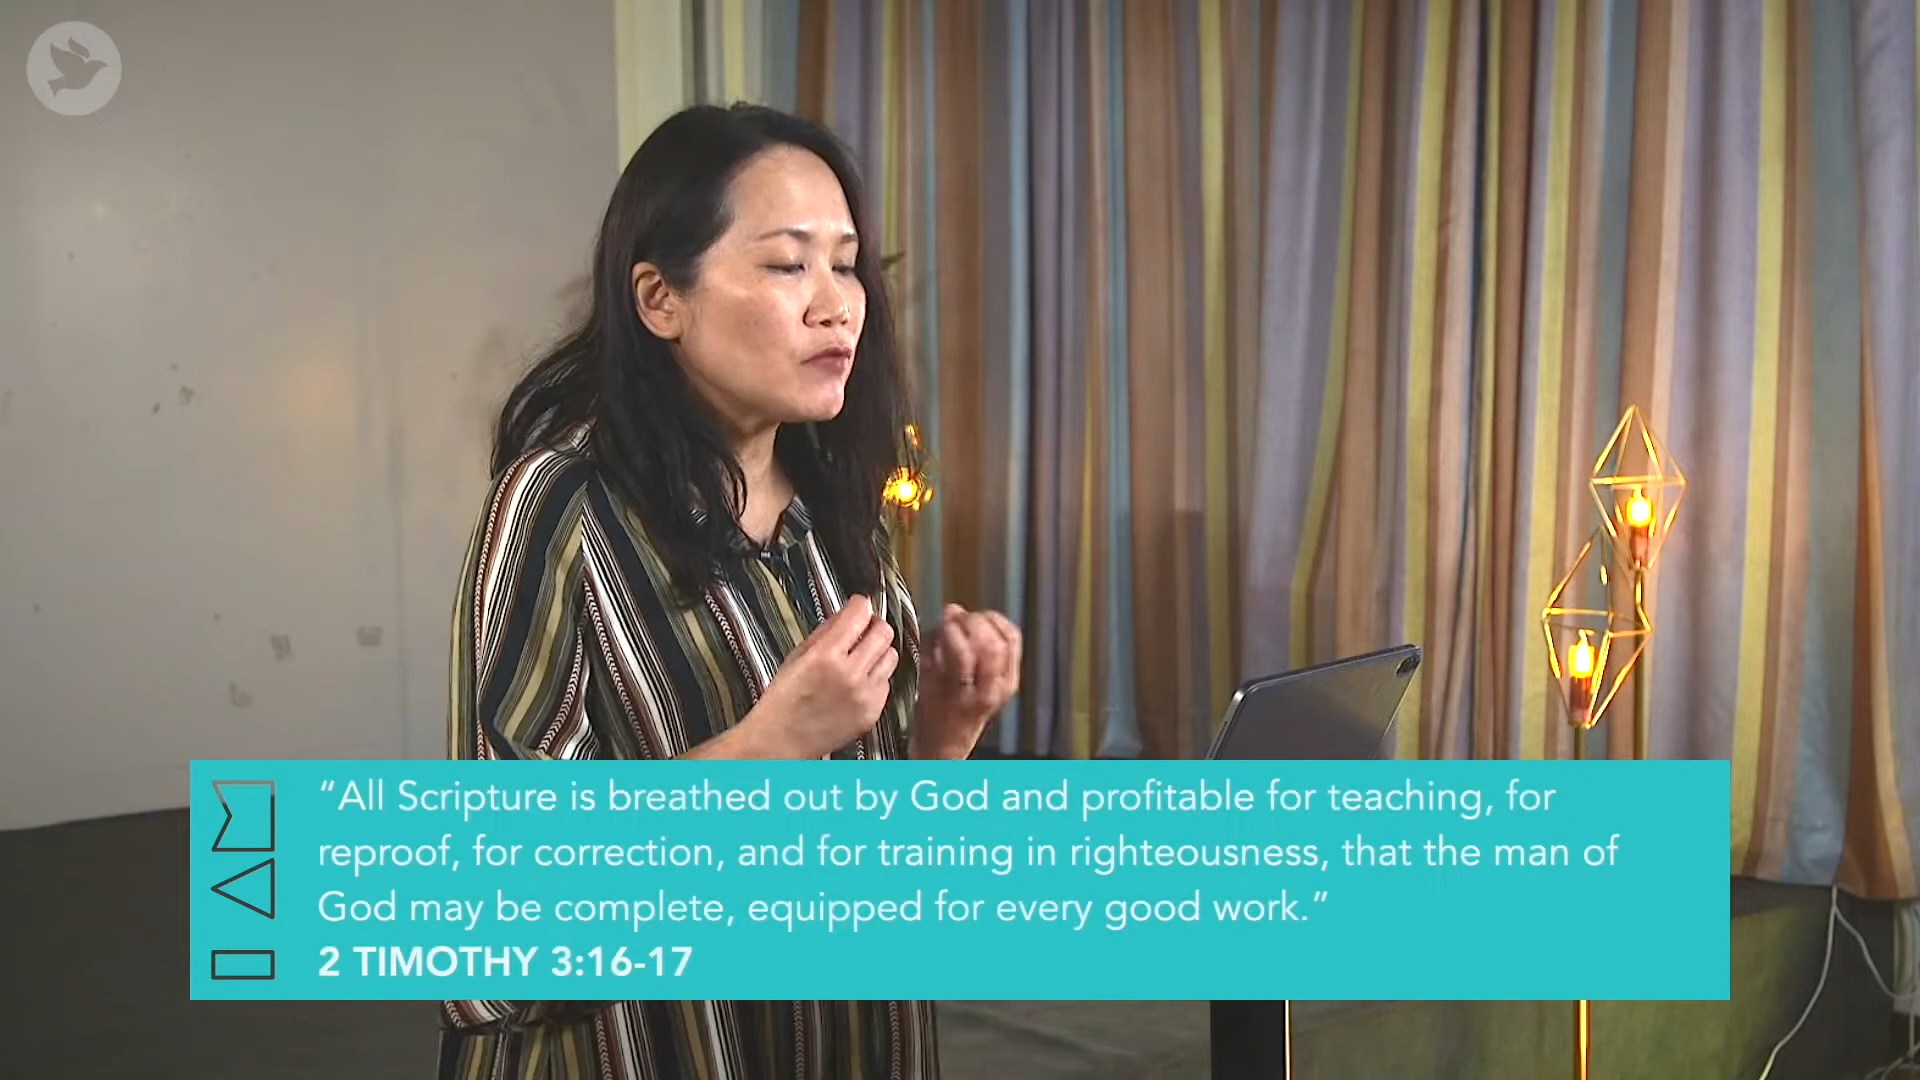 “All Scripture is breathed out by God and profitable for teaching, for
reproof, for correction, and for training in righteousness, that the man of
God may be complete, equipped for every good work.”
2 TIMOTHY 3:16-17